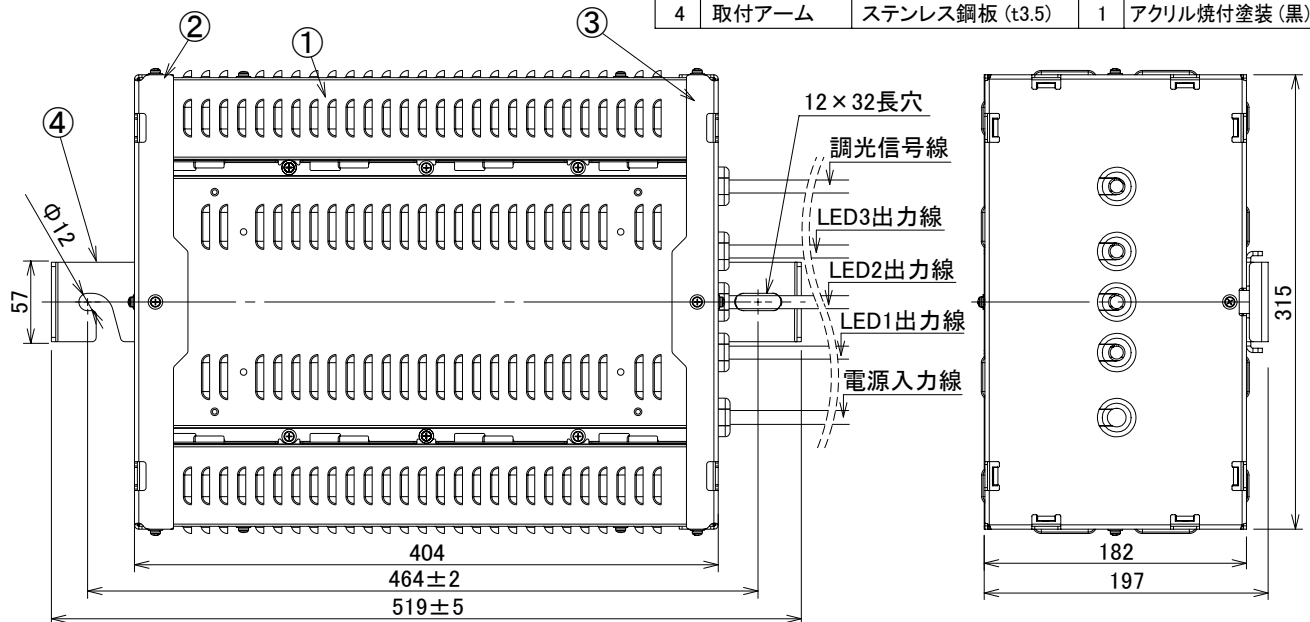 4 取付アーム ステンレス鋼板 (t3.5) 1 アクリル焼付塗装 (黒)
②
①
③
④
12×32長穴
調光信号線
LED3出力線
LED2出力線
LED1出力線
電源入力線
Φ12
57
315
404
464±2
519±5
182
197